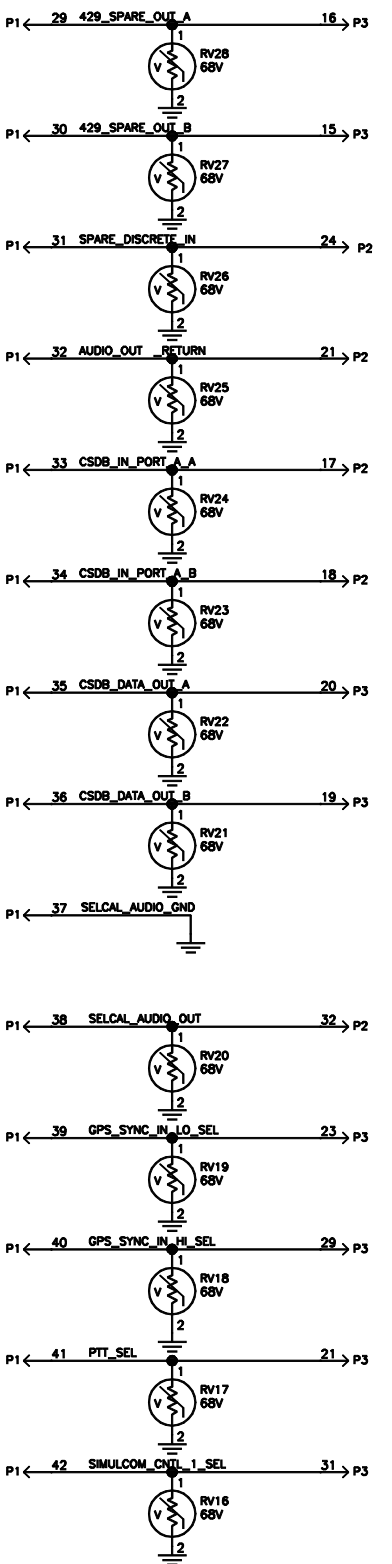 P1 29 429_SPARE_OUT_A 16 P3
1
RV28
V 68V
2
P1 30 429_SPARE_OUT_B 15 P3
1
RV27
V 68V
2
P1 31 SPARE_DISCRETE_IN 24 P2
1
RV26
V 68V
2
P1 32 AUDIO_OUT _RETURN 21 P2
1
RV25
V 68V
2
P1 33 CSDB_IN_PORT_A_A 17 P2
1
RV24
V 68V
2
P1 34 CSDB_IN_PORT_A_B 18 P2
1
RV23
V 68V
2
P1 35 CSDB_DATA_OUT_A 20 P3
1
RV22
V 68V
2
P1 36 CSDB_DATA_OUT_B 19 P3
1
RV21
V 68V
2
P1 37 SELCAL_AUDIO_GND
P1 38 SELCAL_AUDIO_OUT 32 P2
1
RV20
V 68V
2
P1 39 GPS_SYNC_IN_LO_SEL 23 P3
1
RV19
V 68V
2
P1 40 GPS_SYNC_IN_HI_SEL 29 P3
1
RV18
V 68V
2
P1 41 PTT_SEL 21 P3
1
RV17
V 68V
2
P1 42 SIMULCOM_CNTL_1_SEL 31 P3
1
RV16
V 68V
2